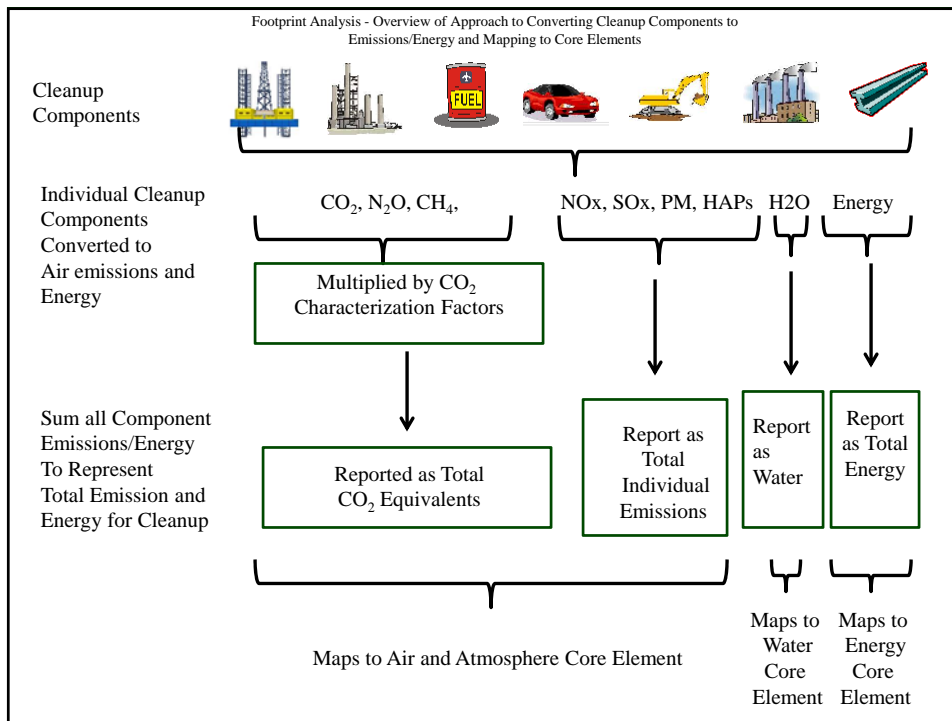 Footprint Analysis - Overview of Approach to Converting Cleanup Components to
Emissions/Energy and Mapping to Core Elements
Cleanup
Components
FUEL
Individual Cleanup
Components
Converted to
Air emissions and
Energy
CO₂, N₂O, CH₄,
NOx, SOx, PM, HAPs
H2O
Energy
Multiplied by CO₂
Characterization Factors
Sum all Component
Emissions/Energy
To Represent
Total Emission and
Energy for Cleanup
Reported as Total
CO₂ Equivalents
Report as
Total
Individual
Emissions
Report
as
Water
Report
as Total
Energy
Maps to Air and Atmosphere Core Element
Maps to
Water
Core
Element
Maps to
Energy
Core
Element